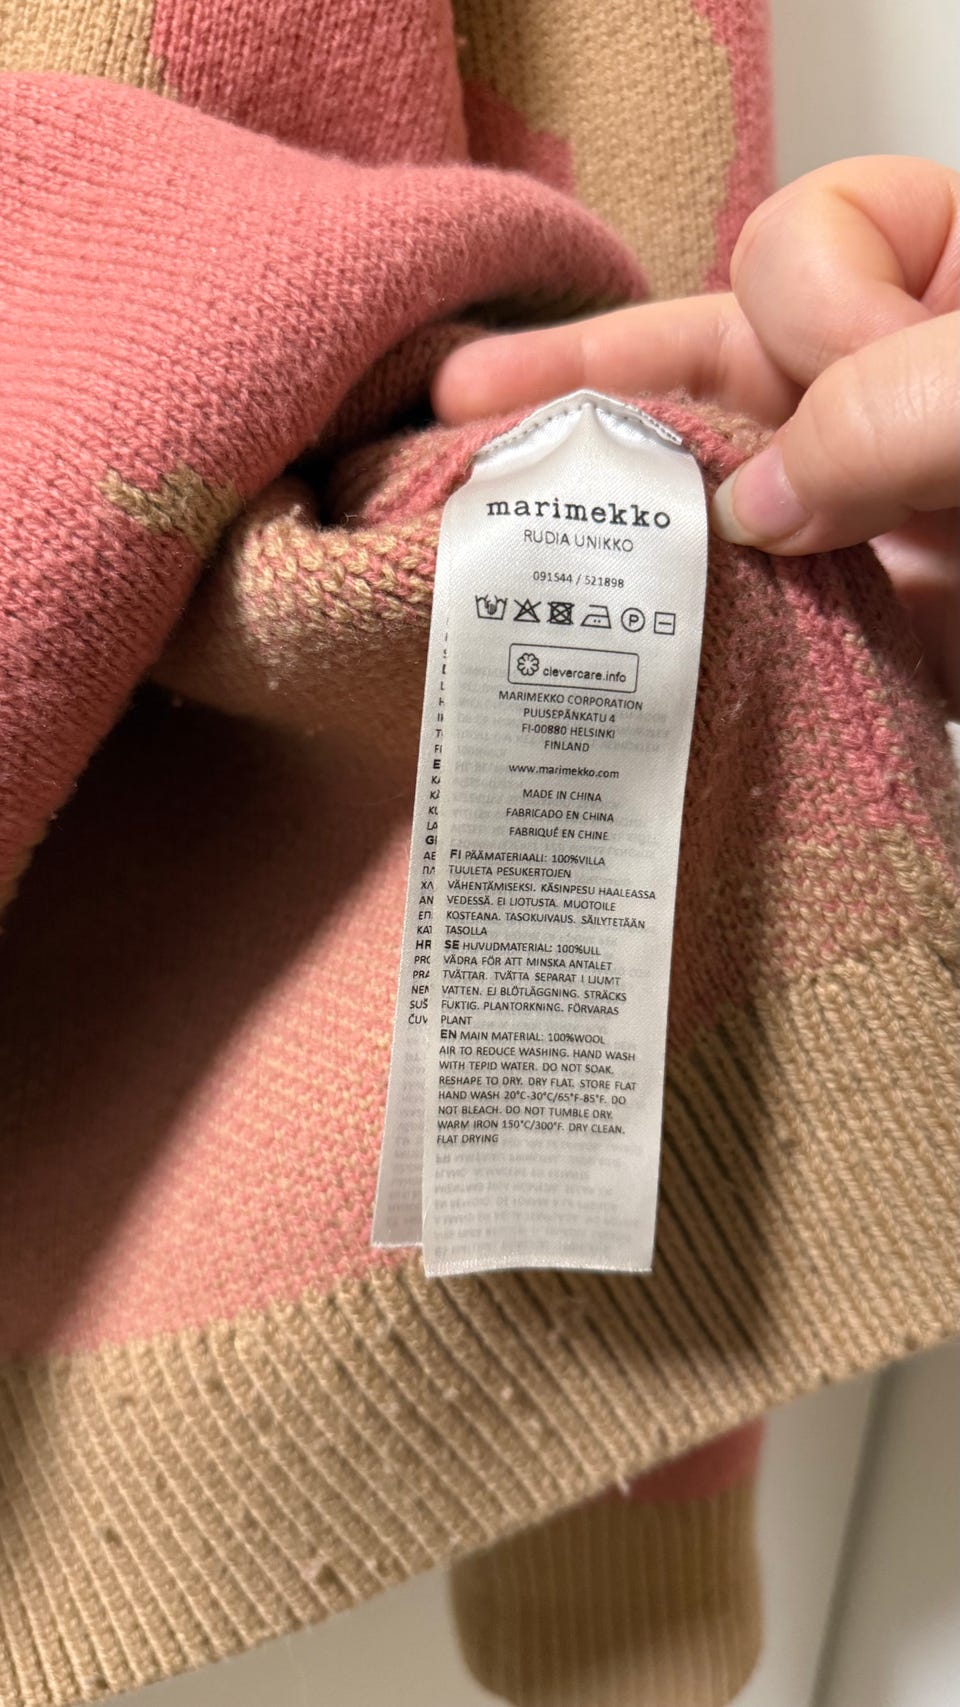 marimekko
RUDIA UNIKKO
091544 / 521898
P
clevercare.info
MARIMEKKO CORPORATION
PUUSEPÄNKATU 4
FI-00880 HELSINKI
FINLAND
www.marimekko.com
MADE IN CHINA
FABRICADO EN CHINA
FABRIQUÉ EN CHINE
FI PÄÄMATERIAALI: 100%VILLA
TUULETA PESUKERTOJEN
VÄHENTÄMISEKSI. KÄSINPESU HAALEASSA
VEDESSÄ. EI LIOTUSTA. MUOTOILE
KOSTEANA. TASOKUIVAUS. SÄILYTETÄÄN
TASOLLA
SE HUVUDMATERIAL: 100%ULL
VÄDRA FÖR ATT MINSKA ANTALET
TVÄTTAR. TVÄTTA SEPARAT I LJUMT
VATTEN. EJ BLÖTLÄGGNING. STRÄCKS
FUKTIG. PLANTORKNING. FÖRVARAS
PLANT
EN MAIN MATERIAL: 100%WOOL
AIR TO REDUCE WASHING. HAND WASH
WITH TEPID WATER. DO NOT SOAK.
RESHAPE TO DRY. DRY FLAT. STORE FLAT
HAND WASH 20°C-30°C/65°F-85°F. DO
NOT BLEACH. DO NOT TUMBLE DRY.
WARM IRON 150°C/300°F. DRY CLEAN.
FLAT DRYING